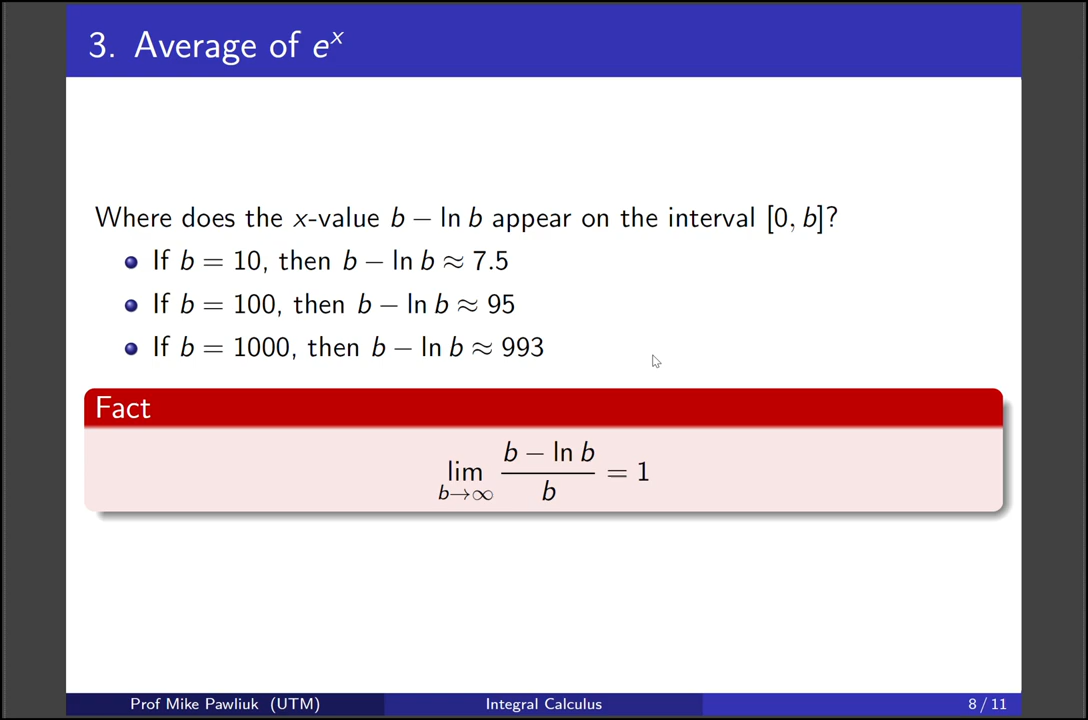 3. Average of e^x
Where does the x-value b − ln b appear on the interval [0, b]?
If b = 10, then b − ln b ≈ 7.5
If b = 100, then b − ln b ≈ 95
If b = 1000, then b − ln b ≈ 993
Fact
lim_{b→∞} (b − ln b)/b = 1
Prof Mike Pawliuk (UTM) Integral Calculus 8 / 11